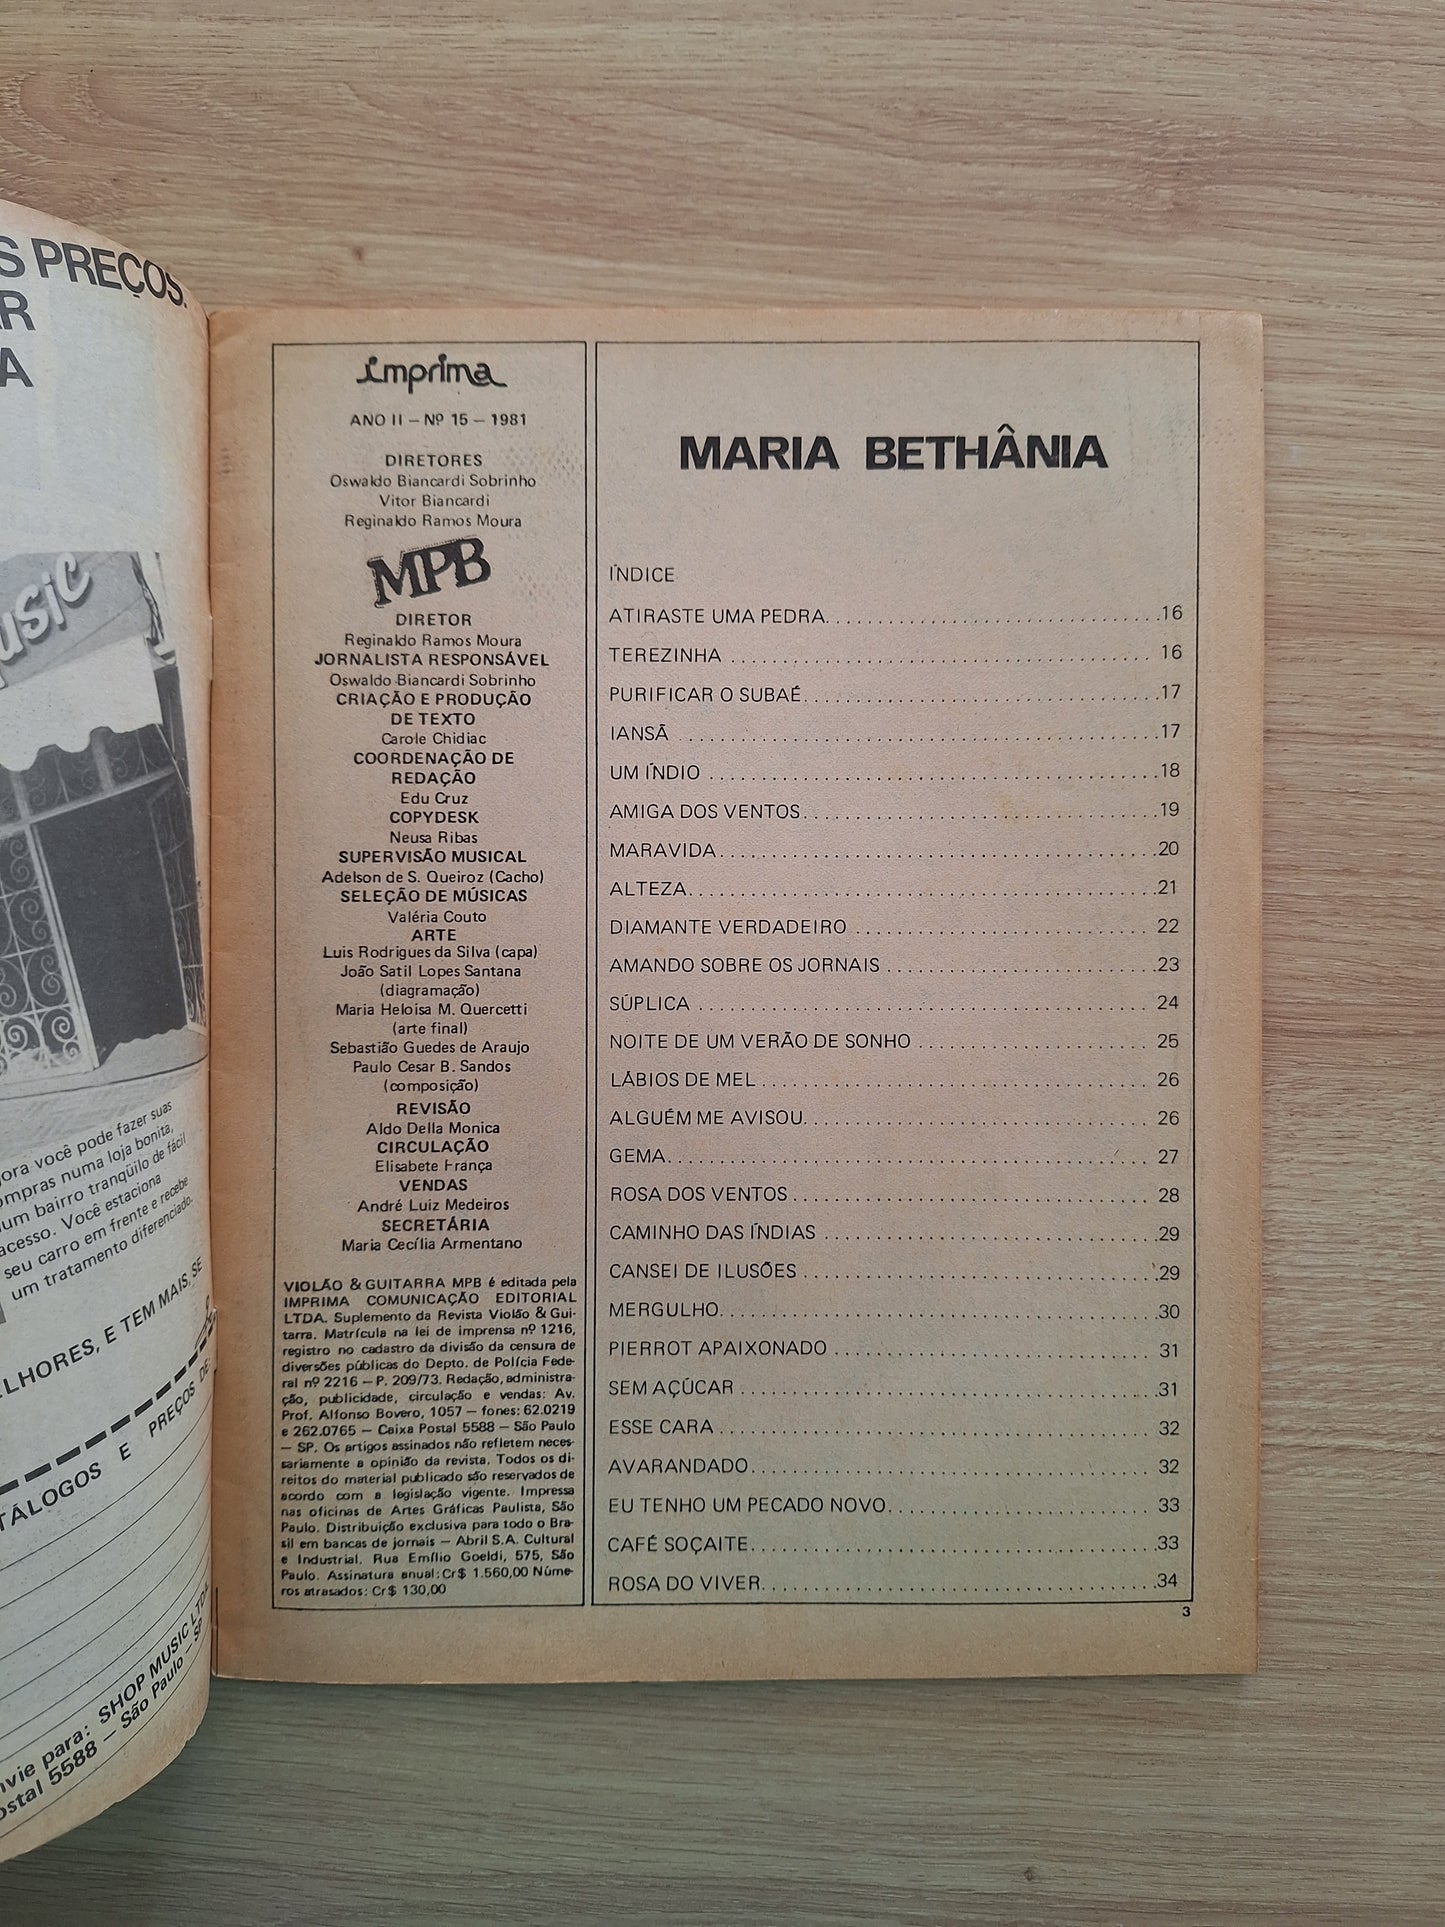 S PREÇOS.
R
A
usic
ora você pode fazer suas
ompras numa loja bonita,
um bairro tranqüilo de fácil
acesso. Você estaciona
seu carro em frente e recebe
um tratamento diferenciado.
LHORES, E TEM MAIS, SE
TÁLOGOS E PREÇOS DE
nvie para: SHOP MUSIC LTDA
ostal 5588 — São Paulo — SP
imprima
ANO II — Nº 15 — 1981
DIRETORES
Oswaldo Biancardi Sobrinho
Vitor Biancardi
Reginaldo Ramos Moura
MPB
DIRETOR
Reginaldo Ramos Moura
JORNALISTA RESPONSÁVEL
Oswaldo Biancardi Sobrinho
CRIAÇÃO E PRODUÇÃO
DE TEXTO
Carole Chidiac
COORDENAÇÃO DE
REDAÇÃO
Edu Cruz
COPYDESK
Neusa Ribas
SUPERVISÃO MUSICAL
Adelson de S. Queiroz (Cacho)
SELEÇÃO DE MÚSICAS
Valéria Couto
ARTE
Luis Rodrigues da Silva (capa)
João Satil Lopes Santana
(diagramação)
Maria Heloisa M. Quercetti
(arte final)
Sebastião Guedes de Araujo
Paulo Cesar B. Sandos
(composição)
REVISÃO
Aldo Della Monica
CIRCULAÇÃO
Elisabete França
VENDAS
André Luiz Medeiros
SECRETÁRIA
Maria Cecília Armentano
VIOLÃO & GUITARRA MPB é editada pela
IMPRIMA COMUNICAÇÃO EDITORIAL
LTDA. Suplemento da Revista Violão & Gui-
tarra. Matrícula na lei de imprensa nº 1216,
registro no cadastro da divisão da censura de
diversões públicas do Depto. de Polícia Fede-
ral nº 2216 — P. 209/73. Redação, administra-
ção, publicidade, circulação e vendas: Av.
Prof. Alfonso Bovero, 1057 — fones: 62.0219
e 262.0765 — Caixa Postal 5588 — São Paulo
— SP. Os artigos assinados não refletem neces-
sariamente a opinião da revista. Todos os di-
reitos do material publicado são reservados de
acordo com a legislação vigente. Impressa
nas oficinas de Artes Gráficas Paulista, São
Paulo. Distribuição exclusiva para todo o Bra-
sil em bancas de jornais — Abril S.A. Cultural
e Industrial. Rua Emílio Goeldi, 575, São
Paulo. Assinatura anual: Cr$ 1.560,00 Núme-
ros atrasados: Cr$ 130,00
MARIA BETHÂNIA
ÍNDICE
ATIRASTE UMA PEDRA. . . . . . . . . . . . . . . . .16
TEREZINHA . . . . . . . . . . . . . . . . . 16
PURIFICAR O SUBAÉ. . . . . . . . . . . . . . . . .17
IANSÃ . . . . . . . . . . . . . . . . .17
UM ÍNDIO . . . . . . . . . . . . . . . . .18
AMIGA DOS VENTOS. . . . . . . . . . . . . . . . .19
MARAVIDA. . . . . . . . . . . . . . . . .20
ALTEZA. . . . . . . . . . . . . . . . .21
DIAMANTE VERDADEIRO . . . . . . . . . . . . . . . . . 22
AMANDO SOBRE OS JORNAIS . . . . . . . . . . . . . . . . .23
SÚPLICA . . . . . . . . . . . . . . . . . 24
NOITE DE UM VERÃO DE SONHO . . . . . . . . . . . . . . . . . 25
LÁBIOS DE MEL . . . . . . . . . . . . . . . . . 26
ALGUÉM ME AVISOU. . . . . . . . . . . . . . . . . 26
GEMA. . . . . . . . . . . . . . . . . 27
ROSA DOS VENTOS . . . . . . . . . . . . . . . . . 28
CAMINHO DAS ÍNDIAS . . . . . . . . . . . . . . . . . 29
CANSEI DE ILUSÕES . . . . . . . . . . . . . . . . .29
MERGULHO. . . . . . . . . . . . . . . . . 30
PIERROT APAIXONADO . . . . . . . . . . . . . . . . . 31
SEM AÇÚCAR . . . . . . . . . . . . . . . . .31
ESSE CARA . . . . . . . . . . . . . . . . . 32
AVARANDADO. . . . . . . . . . . . . . . . . 32
EU TENHO UM PECADO NOVO. . . . . . . . . . . . . . . . . 33
CAFÉ SOÇAITE. . . . . . . . . . . . . . . . .33
ROSA DO VIVER. . . . . . . . . . . . . . . . .34
3